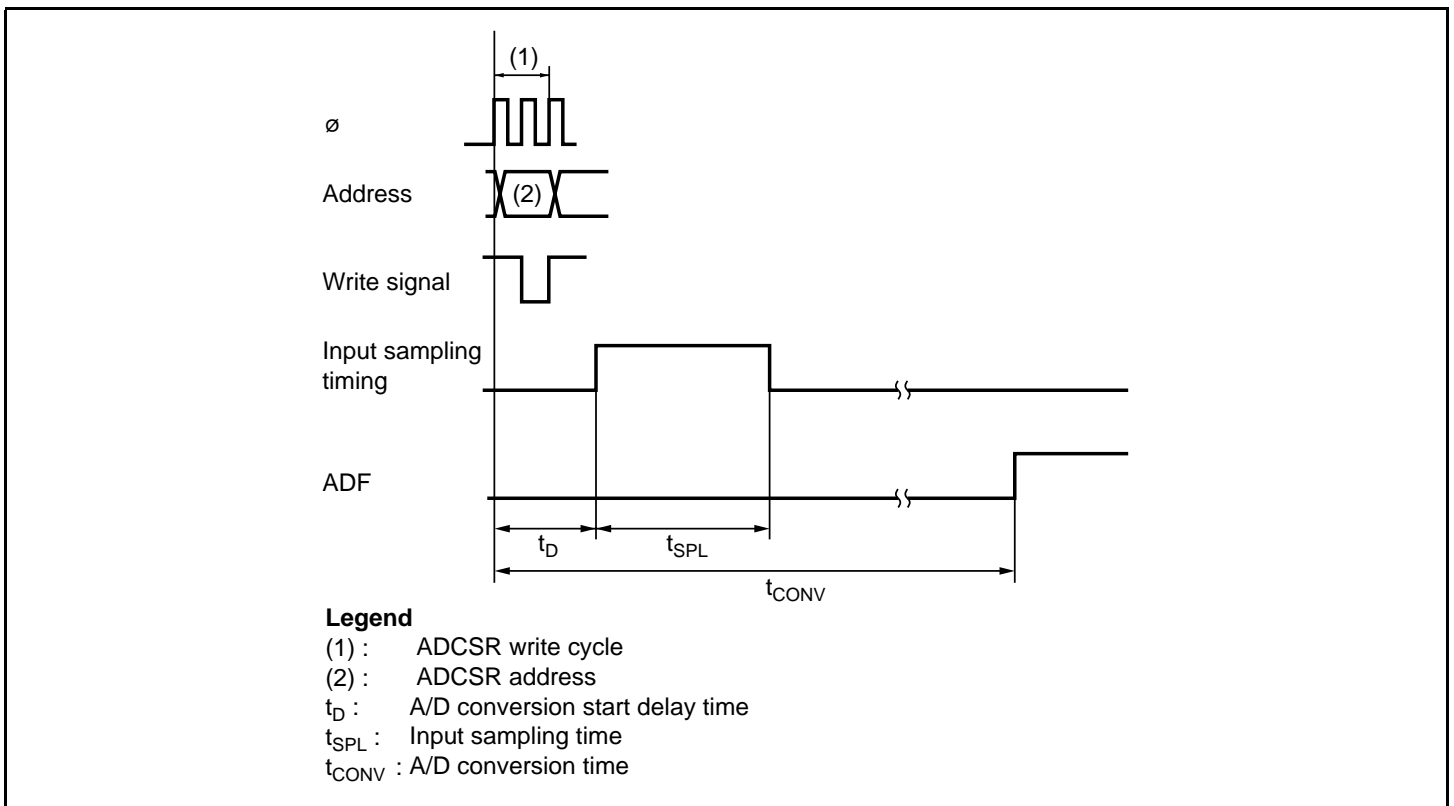 (1)
ø
Address
(2)
Write signal
Input sampling
timing
ADF
tD
tSPL
tCONV
Legend
(1) : ADCSR write cycle
(2) : ADCSR address
tD : A/D conversion start delay time
tSPL : Input sampling time
tCONV : A/D conversion time